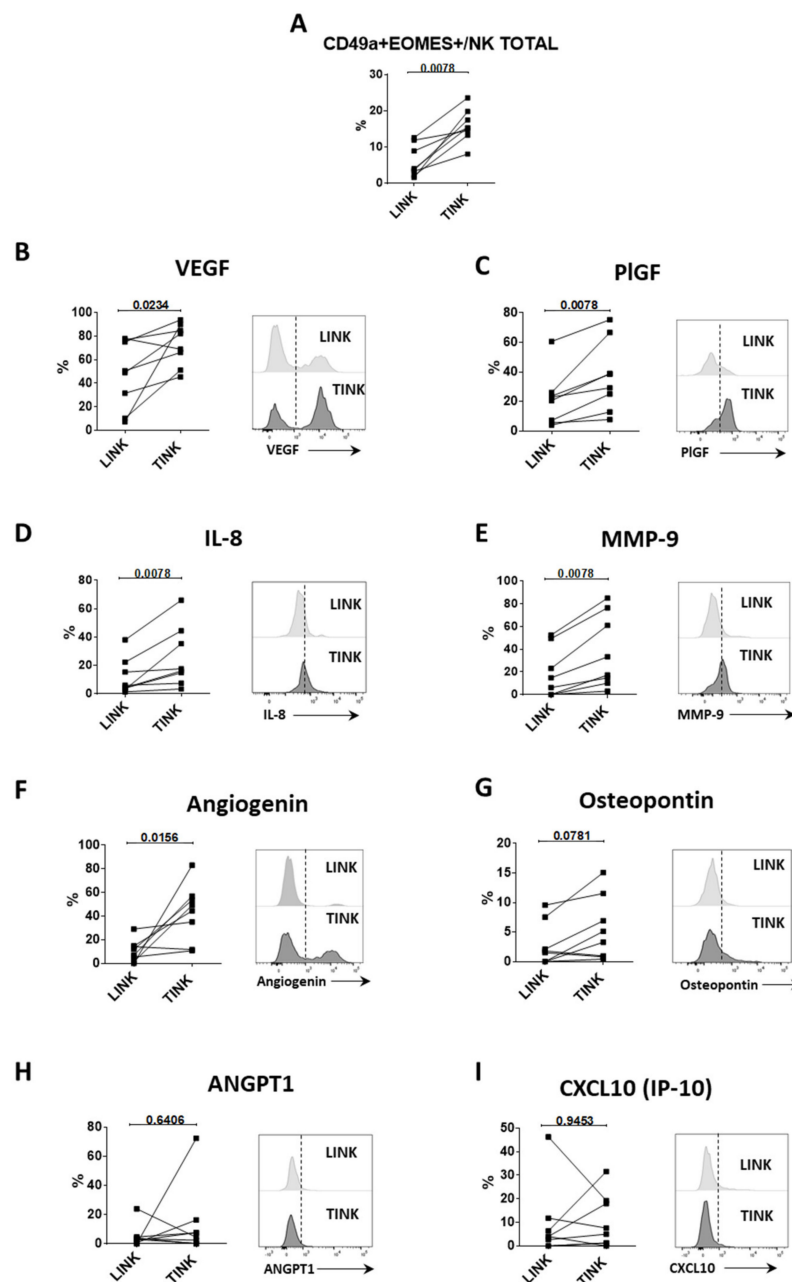 A
CD49a+EOMES+/NK TOTAL
0.0078
30
20
10
0
%
LINK
TINK
B
VEGF
0.0234
100
80
60
40
20
0
%
LINK
TINK
LINK
TINK
VEGF
C
PlGF
0.0078
80
60
40
20
0
%
LINK
TINK
LINK
TINK
PlGF
D
IL-8
0.0078
80
60
40
20
0
%
LINK
TINK
LINK
TINK
IL-8
E
MMP-9
0.0078
100
80
60
40
20
0
%
LINK
TINK
LINK
TINK
MMP-9
F
Angiogenin
0.0156
100
80
60
40
20
0
%
LINK
TINK
LINK
TINK
Angiogenin
G
Osteopontin
0.0781
20
15
10
5
0
%
LINK
TINK
LINK
TINK
Osteopontin
H
ANGPT1
0.6406
80
60
40
20
0
%
LINK
TINK
LINK
TINK
ANGPT1
I
CXCL10 (IP-10)
0.9453
50
40
30
20
10
0
%
LINK
TINK
LINK
TINK
CXCL10